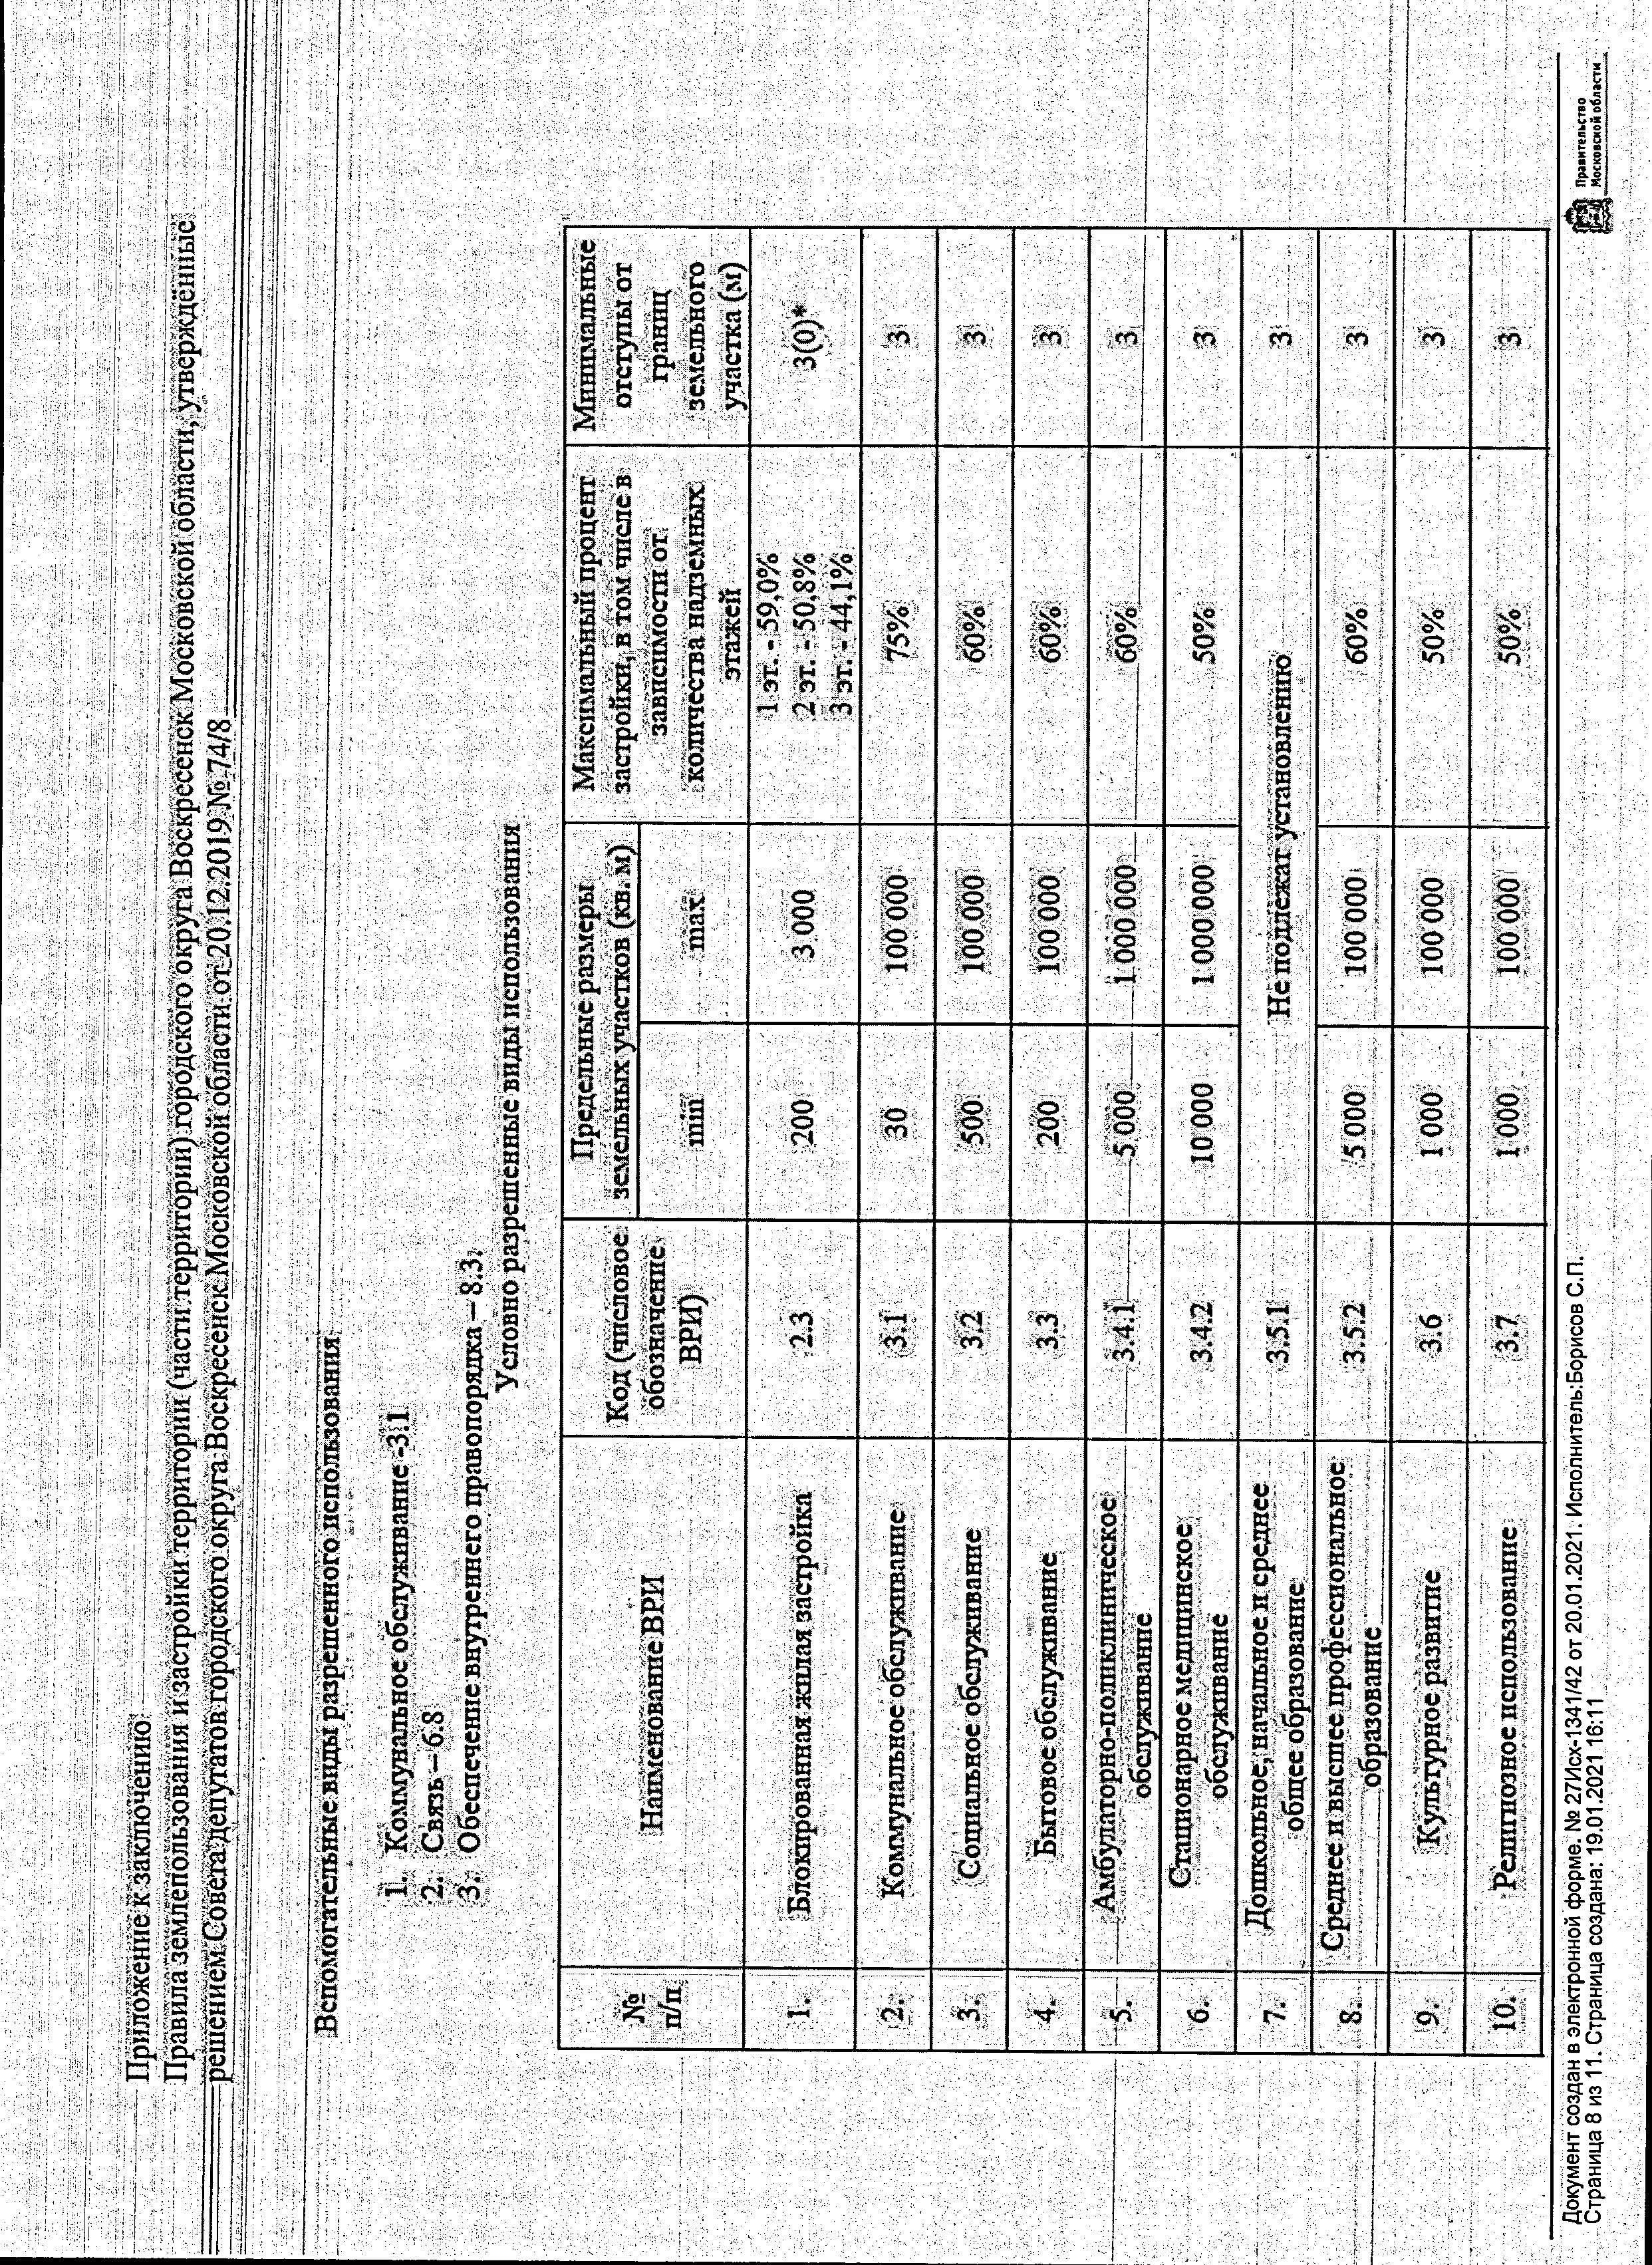 Приложение к заключению
Правила землепользования и застройки территории (части территории) городского округа Воскресенск Московской области, утверждённые
решением Совета депутатов городского округа Воскресенск Московской области от 20.12.2019 № 74/8
Вспомогательные виды разрешенного использования
1. Коммунальное обслуживание -3.1
2. Связь – 6.8
3. Обеспечение внутреннего правопорядка – 8.3.
Условно разрешенные виды использования
№ п/п
Наименование ВРИ
Код (числовое обозначение ВРИ)
Предельные размеры земельных участков (кв. м)
min
max
Максимальный процент застройки, в том числе в зависимости от количества надземных этажей
Минимальные отступы от границ земельного участка (м)
1. Блокированная жилая застройка 2.3 200 3 000 1 эт. - 59,0% 2 эт. - 50,8% 3 эт. - 44,1% 3(0)*
2. Коммунальное обслуживание 3.1 30 100 000 75% 3
3. Социальное обслуживание 3.2 500 100 000 60% 3
4. Бытовое обслуживание 3.3 200 100 000 60% 3
5. Амбулаторно-поликлиническое обслуживание 3.4.1 5 000 1 000 000 60% 3
6. Стационарное медицинское обслуживание 3.4.2 10 000 1 000 000 50% 3
7. Дошкольное, начальное и среднее общее образование 3.5.1 Не подлежат установлению 3
8. Среднее и высшее профессиональное образование 3.5.2 5 000 100 000 60% 3
9. Культурное развитие 3.6 1 000 100 000 50% 3
10. Религиозное использование 3.7 1 000 100 000 50% 3
Документ создан в электронной форме. № 27Исх-1341/42 от 20.01.2021. Исполнитель:Борисов С.П.
Страница 8 из 11. Страница создана: 19.01.2021 16:11
Правительство
Московской области